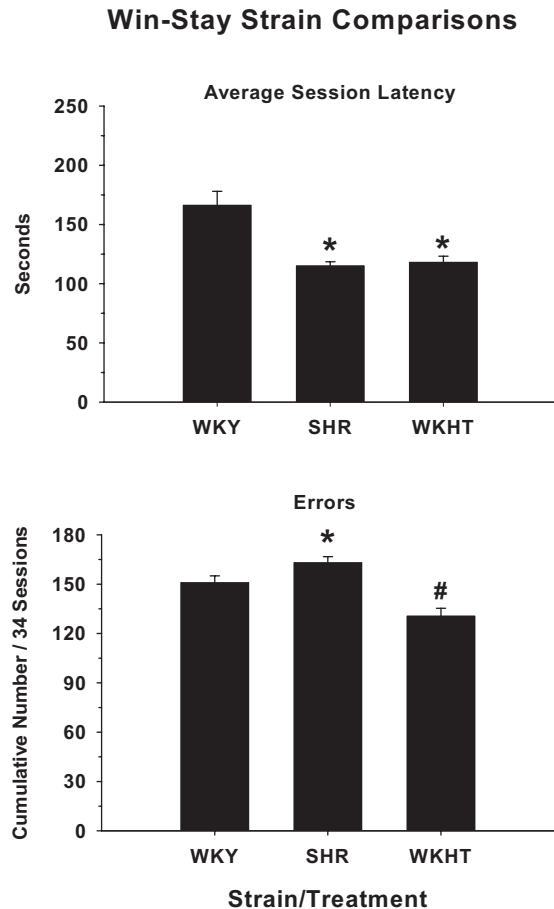 Win-Stay Strain Comparisons
Average Session Latency
250
200
150
100
50
0
Seconds
*
*
WKY SHR WKHT
Errors
180
150
120
90
60
30
0
Cumulative Number / 34 Sessions
*
#
WKY SHR WKHT
Strain/Treatment